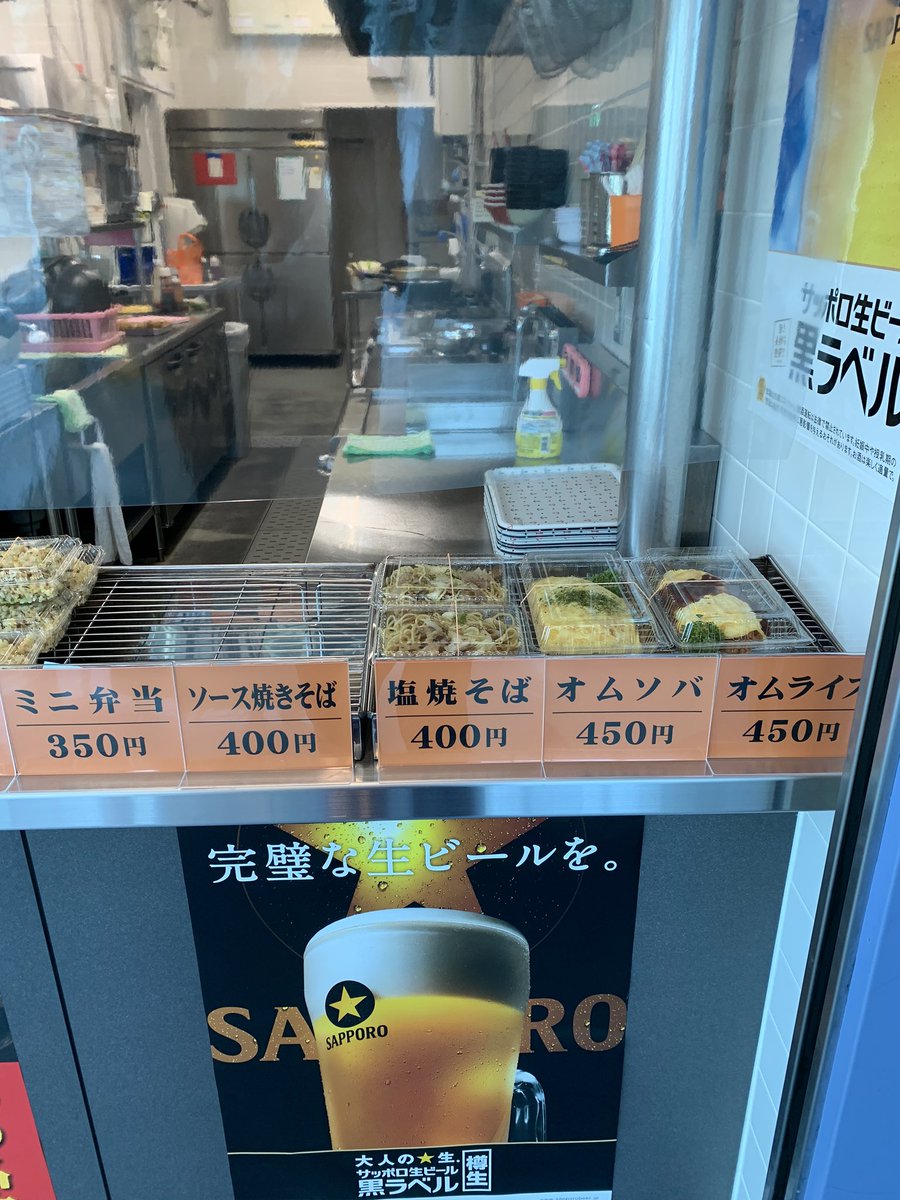 サッポロ生ビー
黒ラベル
ミニ弁当
350円
ソース焼きそば
400円
塩焼そば
400円
オムソバ
450円
オムライス
450円
完璧な生ビールを。
SAPPORO
SAPPORO
大人の★生。
サッポロ生ビール
黒ラベル
樽生